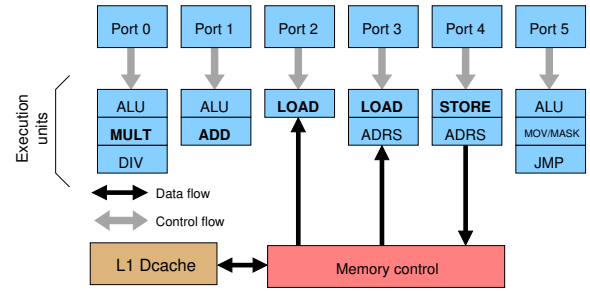 Port 0 Port 1 Port 2 Port 3 Port 4 Port 5
Execution
units
ALU ALU LOAD LOAD STORE ALU
MULT ADD ADRS ADRS MOV/MASK
DIV JMP
Data flow
Control flow
L1 Dcache Memory control